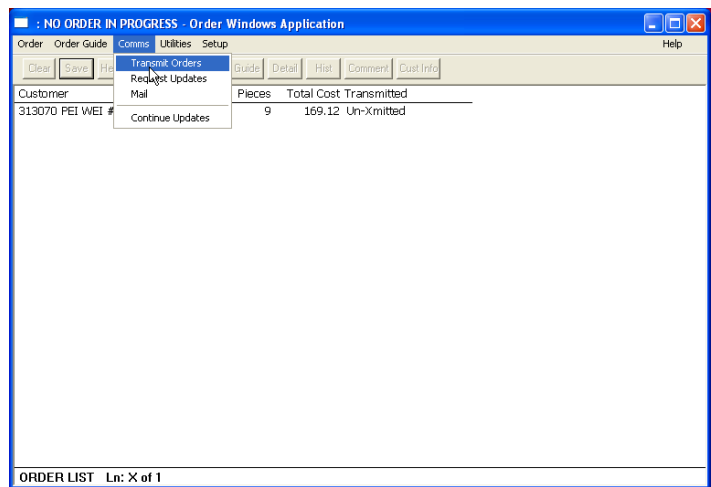 : NO ORDER IN PROGRESS - Order Windows Application
Order Order Guide Comms Utilities Setup Help
Clear Save He Guide Detail Hist Comment Cust Info
Transmit Orders
Request Updates
Mail
Continue Updates
Customer Pieces Total Cost Transmitted
313070 PEI WEI # 9 169.12 Un-Xmitted
ORDER LIST Ln: X of 1